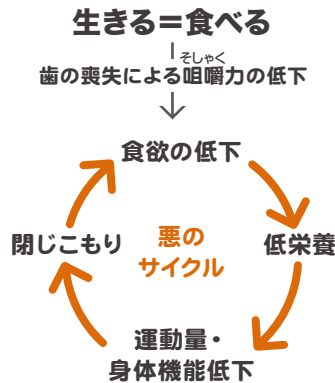 生きる=食べる
そしゃく
歯の喪失による咀嚼力の低下
食欲の低下
低栄養
運動量・
身体機能低下
閉じこもり
悪の
サイクル